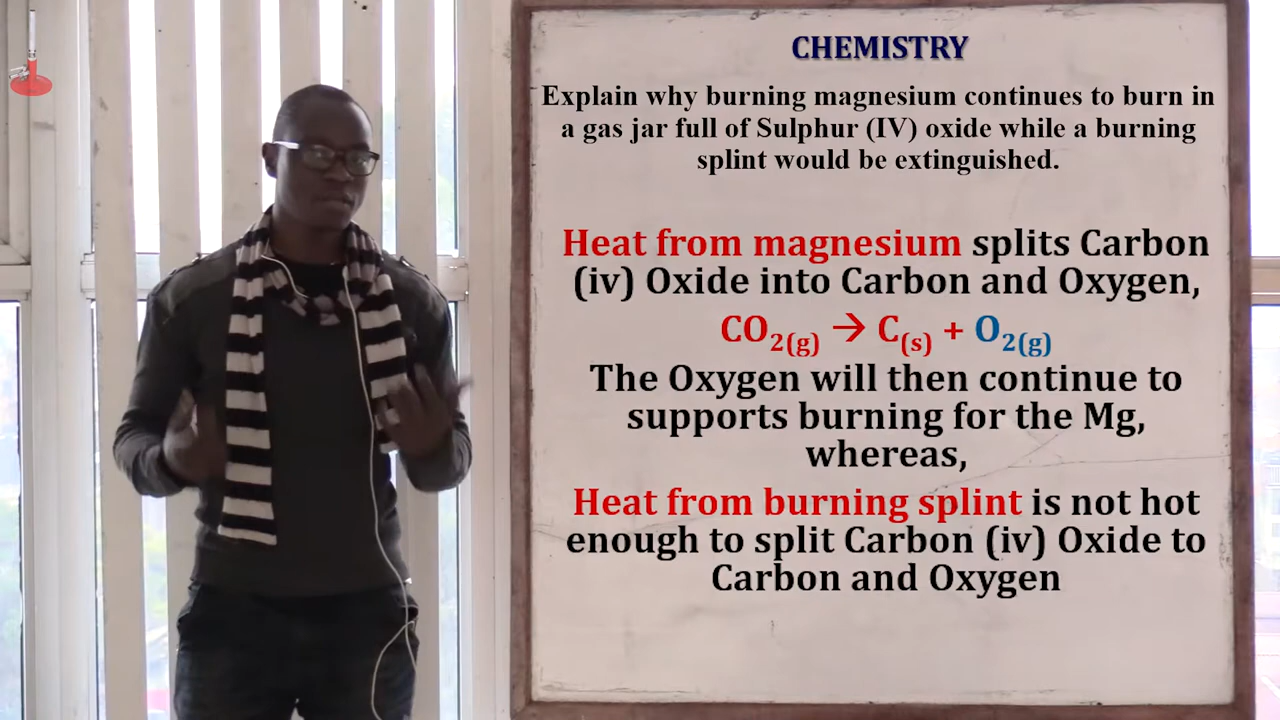 CHEMISTRY
Explain why burning magnesium continues to burn in
a gas jar full of Sulphur (IV) oxide while a burning
splint would be extinguished.
Heat from magnesium splits Carbon
(iv) Oxide into Carbon and Oxygen,
CO₂(g) → C(s) + O₂(g)
The Oxygen will then continue to
supports burning for the Mg,
whereas,
Heat from burning splint is not hot
enough to split Carbon (iv) Oxide to
Carbon and Oxygen